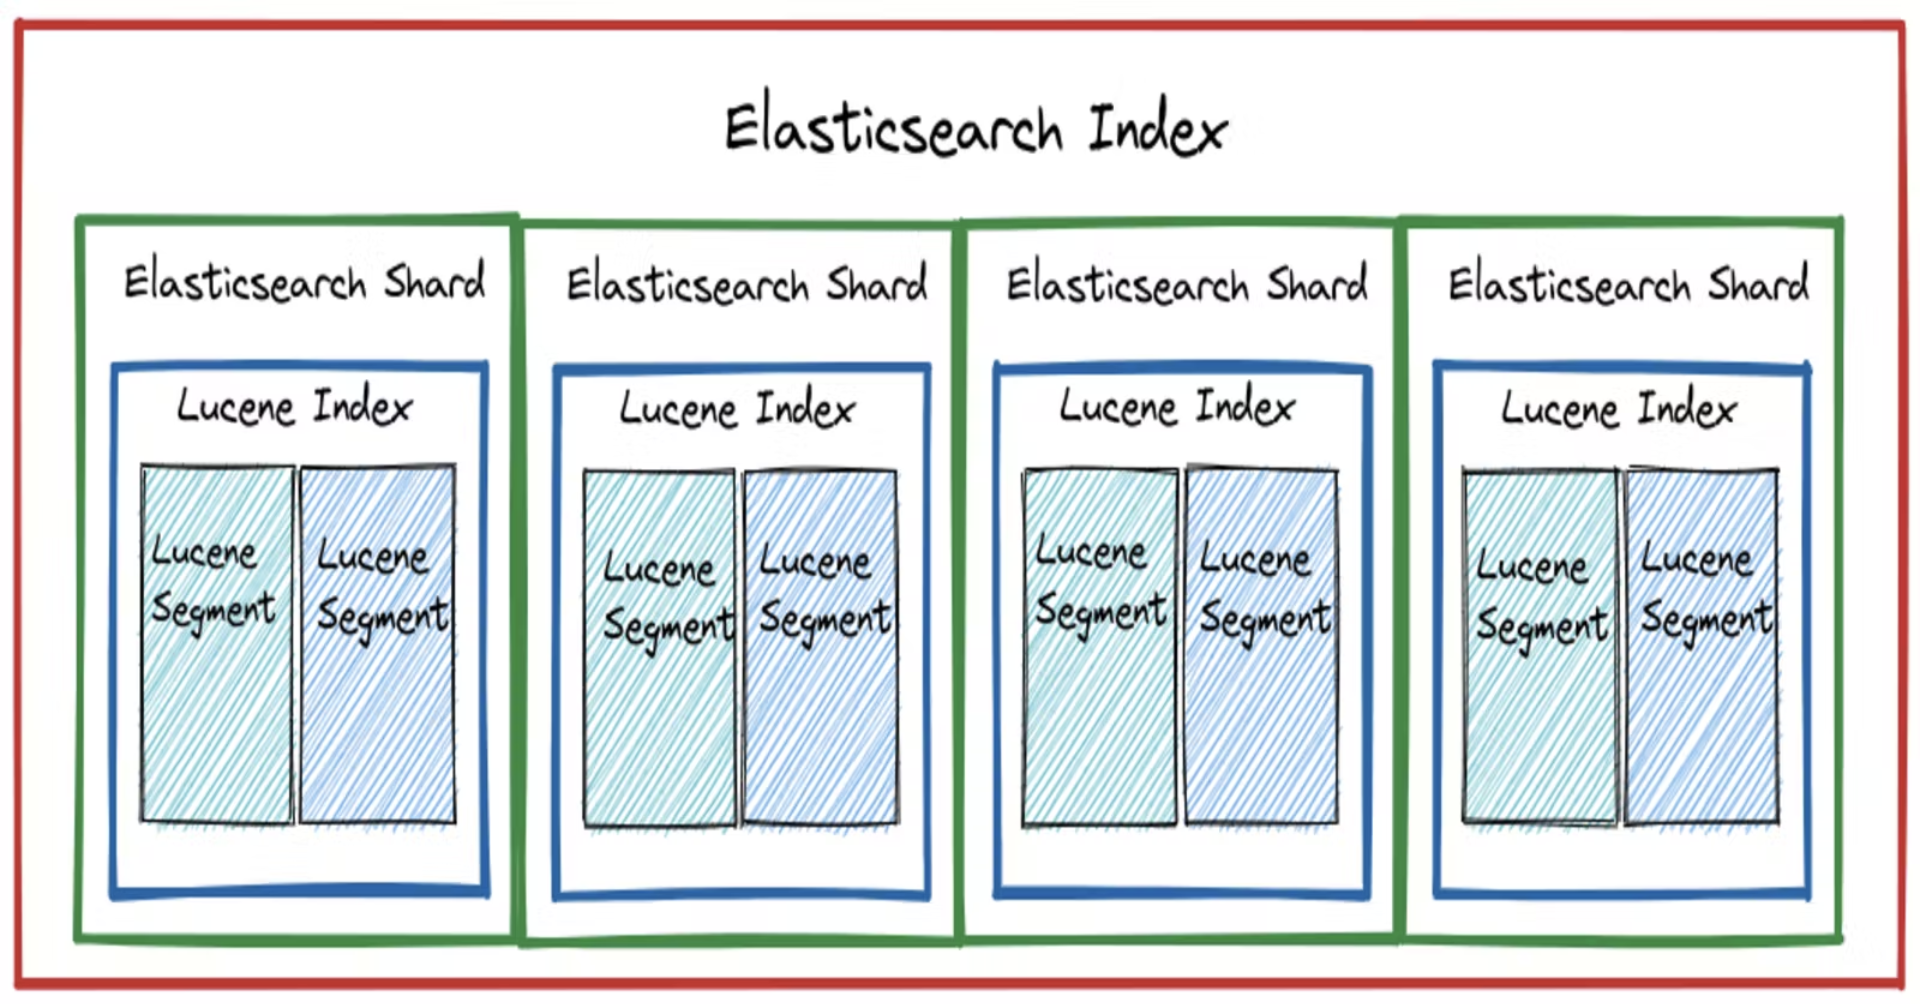 Elasticsearch Index
Elasticsearch Shard
Elasticsearch Shard
Elasticsearch Shard
Elasticsearch Shard
Lucene Index
Lucene Index
Lucene Index
Lucene Index
Lucene
Segment
Lucene
Segment
Lucene
Segment
Lucene
Segment
Lucene
Segment
Lucene
Segment
Lucene
Segment
Lucene
Segment